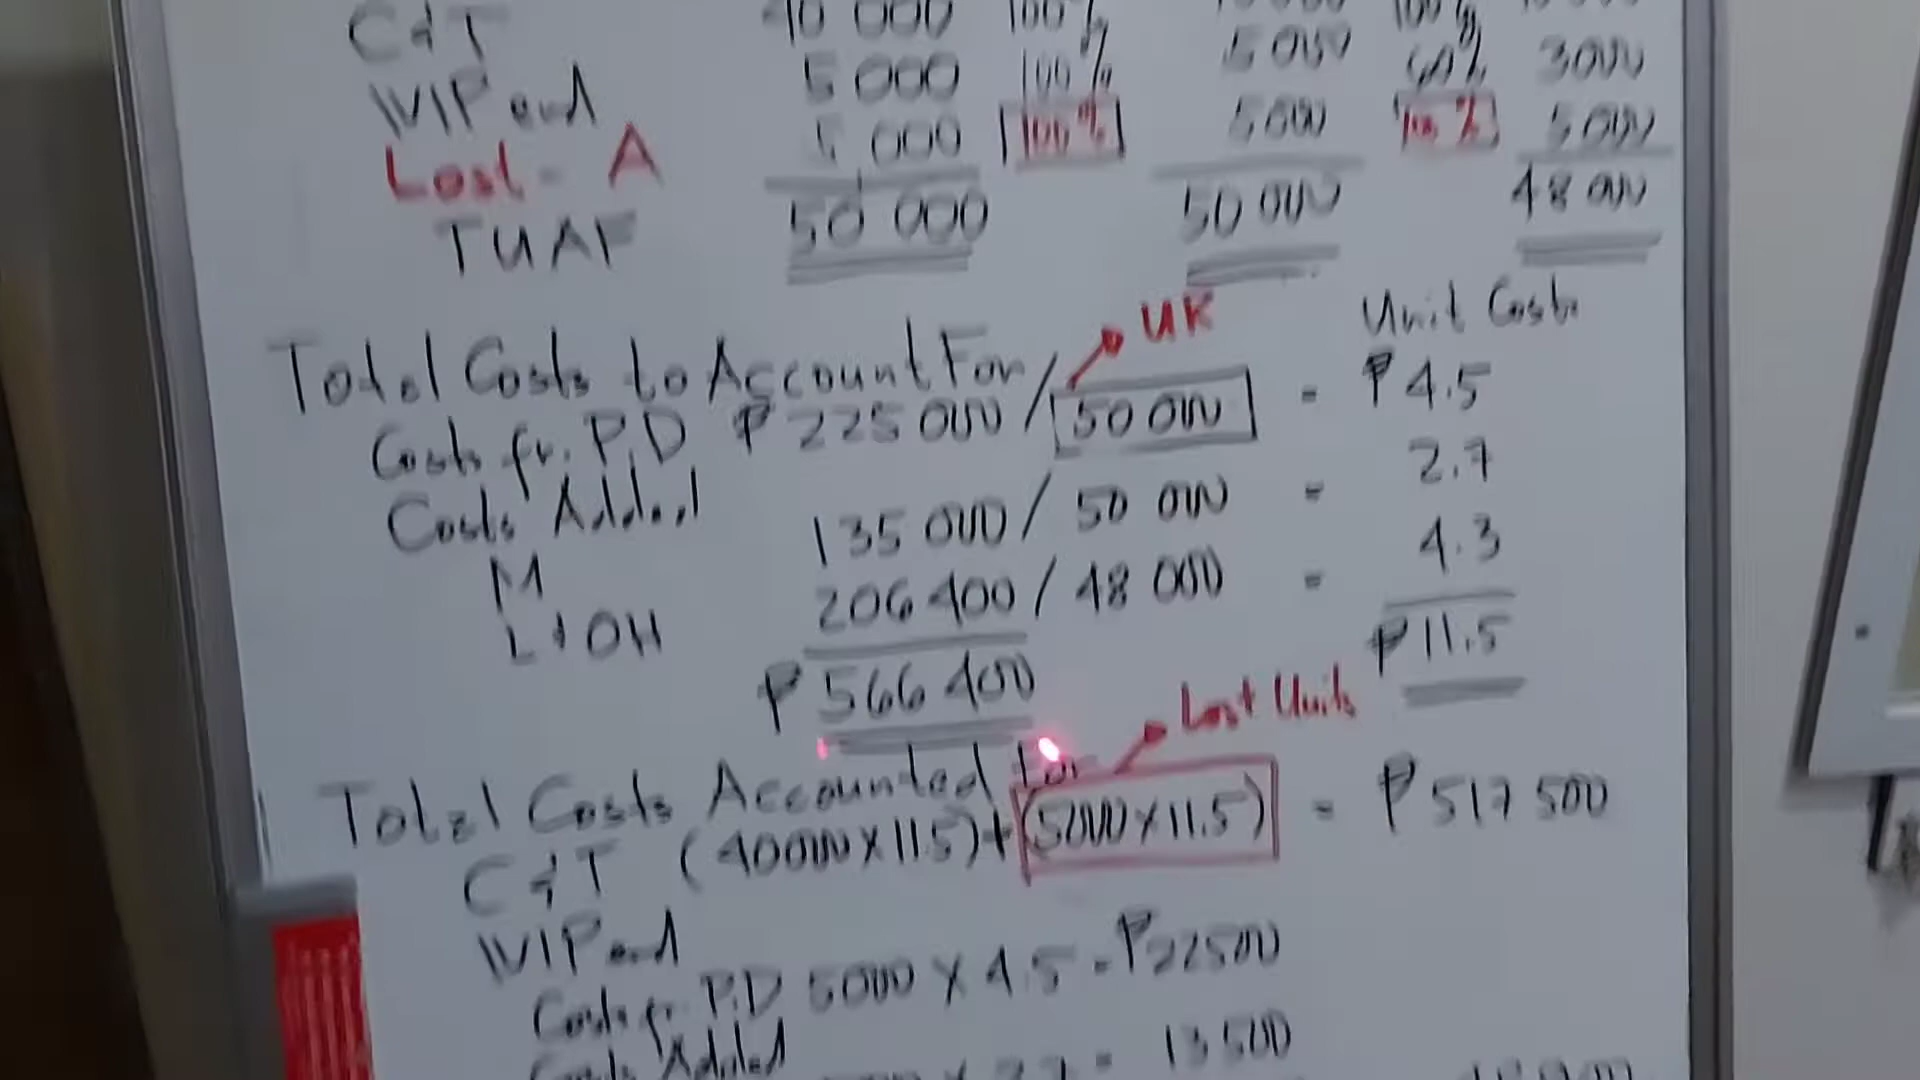 C&T 40 000 100% 100%
WIP end 5 000 100% 5 000 60% 3000
Lost - A 5 000 100% 5 000 100% 5 000
TUAF 50 000 50 000 48 000
Unit Costs
Total Costs to Account For UK
Costs fr. P.D ₱225 000 / 50 000 = ₱4.5
Costs Added
M 135 000 / 50 000 = 2.7
L & OH 206 400 / 48 000 = 4.3
₱566 400 ₱11.5
Total Costs Accounted for Lost Units
C&T (40000 X 11.5) + (5000 X 11.5) = ₱517 500
WIP end
Costs fr. P.D 5000 X 4.5 = ₱22500
Costs Added
X 2.7 = 13 500